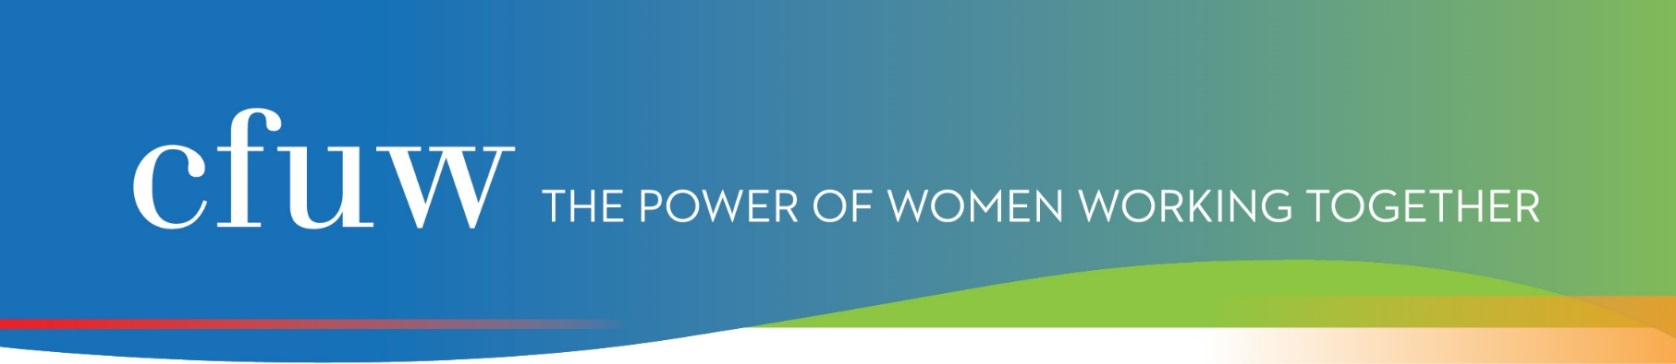 cfuw THE POWER OF WOMEN WORKING TOGETHER